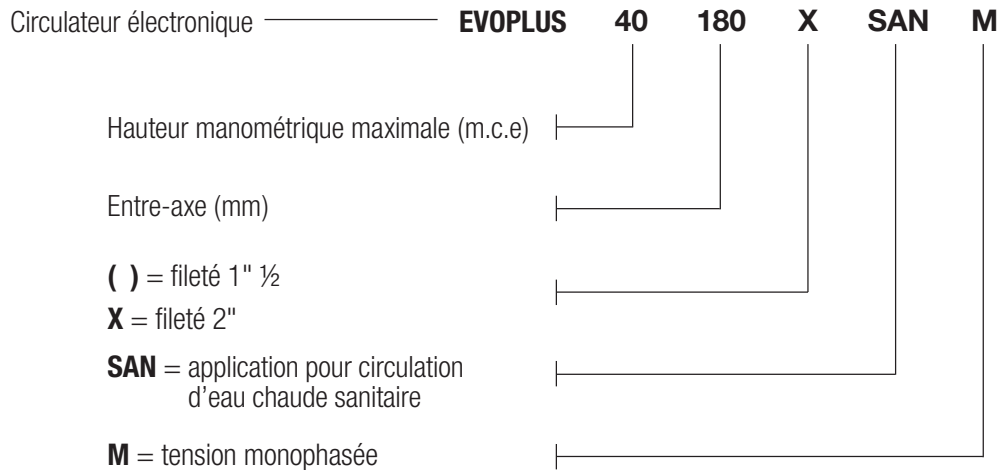 Circulateur électronique EVOPLUS 40 180 X SAN M
Hauteur manométrique maximale (m.c.e)
Entre-axe (mm)
( ) = fileté 1" ½
X = fileté 2"
SAN = application pour circulation
d'eau chaude sanitaire
M = tension monophasée